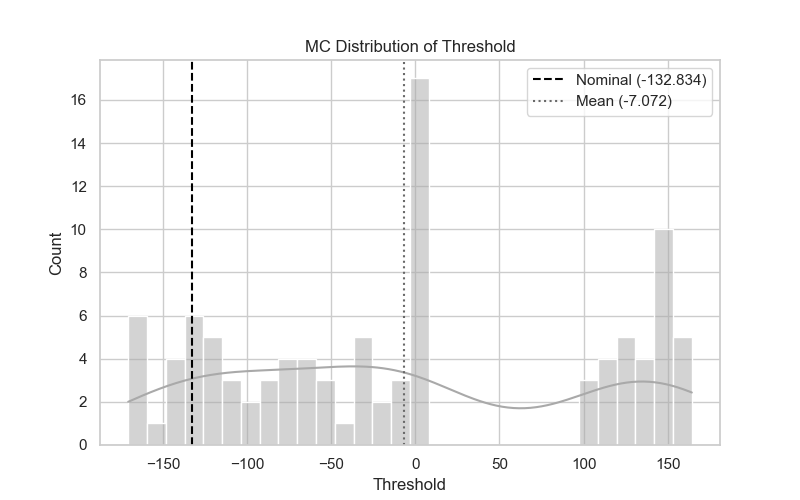 MC Distribution of Threshold
Nominal (-132.834)
Mean (-7.072)
Count
16
14
12
10
8
6
4
2
0
−150 −100 −50 0 50 100 150
Threshold